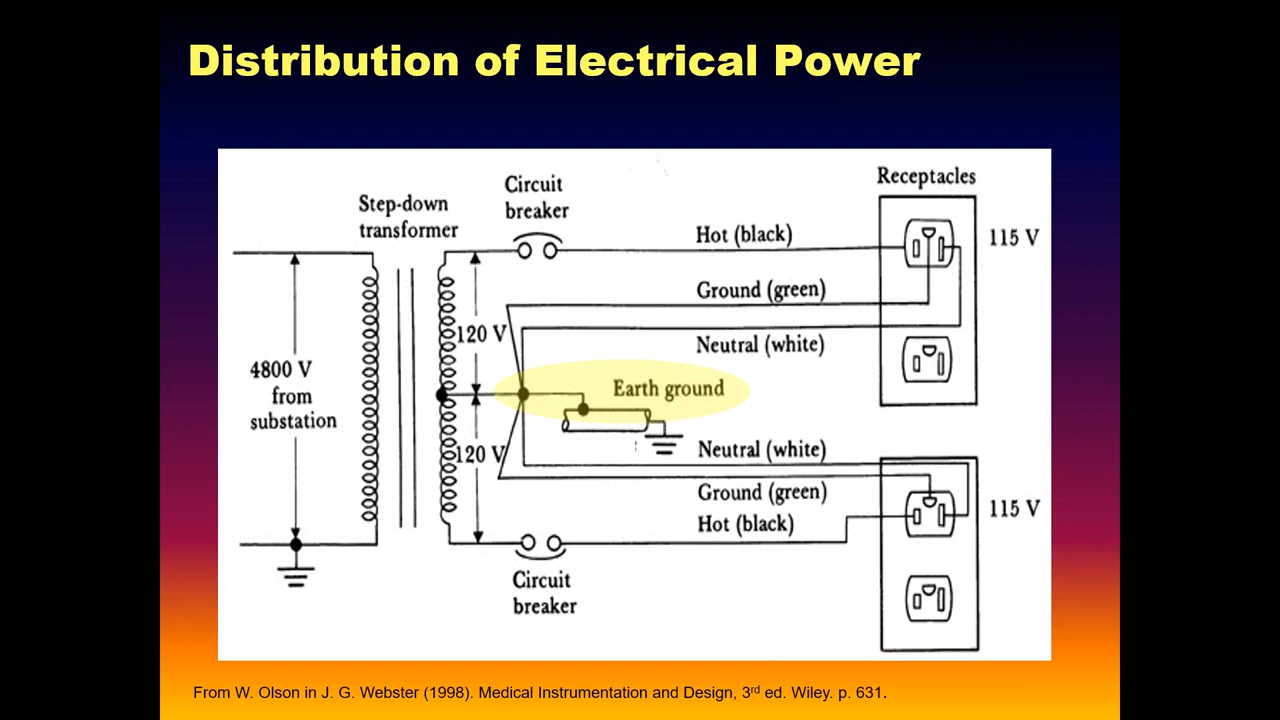 Distribution of Electrical Power
Receptacles
Circuit
breaker
Step-down
transformer
Hot (black)
115 V
Ground (green)
120 V
Neutral (white)
4800 V
from
substation
Earth ground
120 V
Neutral (white)
Ground (green)
Hot (black)
115 V
Circuit
breaker
From W. Olson in J. G. Webster (1998). Medical Instrumentation and Design, 3rd ed. Wiley. p. 631.